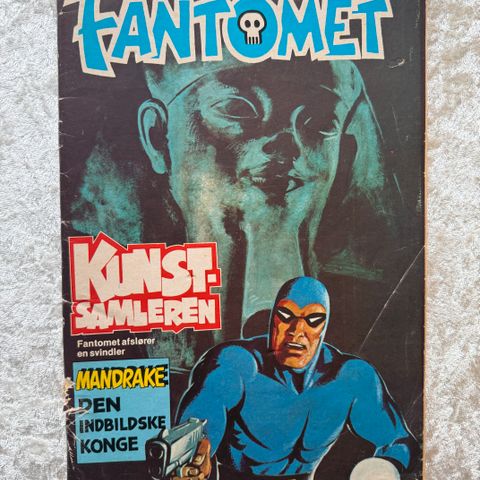 FANTOMET
KUNST-
SAMLEREN
Fantomet afslører
en svindler
MANDRAKE:
DEN
INDBILDSKE
KONGE